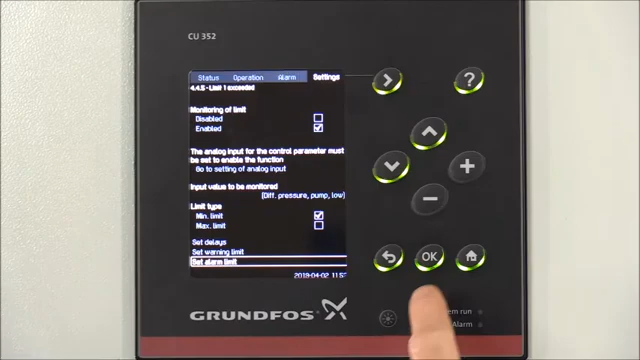 CU 352
Status Operation Alarm Settings
4.4.5 - Limit 1 exceeded
Monitoring of limit
Disabled
Enabled
The analog input for the control parameter must
be set to enable the function
Go to setting of analog input
Input value to be monitored
(Diff. pressure, pump, low)
Limit type
Min. limit
Max. limit
Set delays
Set warning limit
Set alarm limit
2019-04-02 11:5
OK
GRUNDFOS
run
Alarm